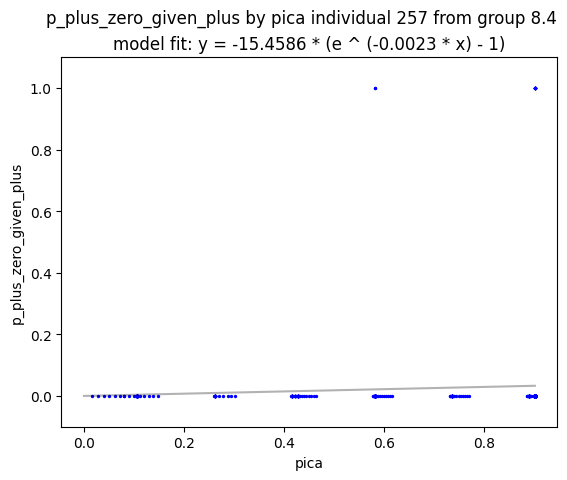 p_plus_zero_given_plus by pica individual 257 from group 8.4
model fit: y = -15.4586 * (e ^ (-0.0023 * x) - 1)
1.0
0.8
0.6
0.4
0.2
0.0
p_plus_zero_given_plus
0.0 0.2 0.4 0.6 0.8
pica